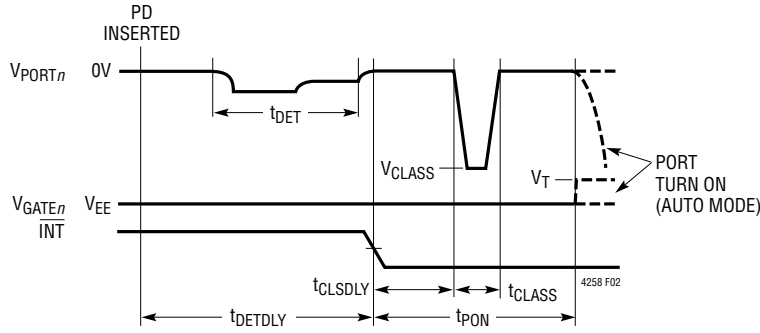 PD
INSERTED
VPORTn 0V
tDET
VCLASS
VT
PORT
TURN ON
(AUTO MODE)
VGATEn VEE
INT
tCLSDLY
tCLASS
4258 F02
tDETDLY
tPON